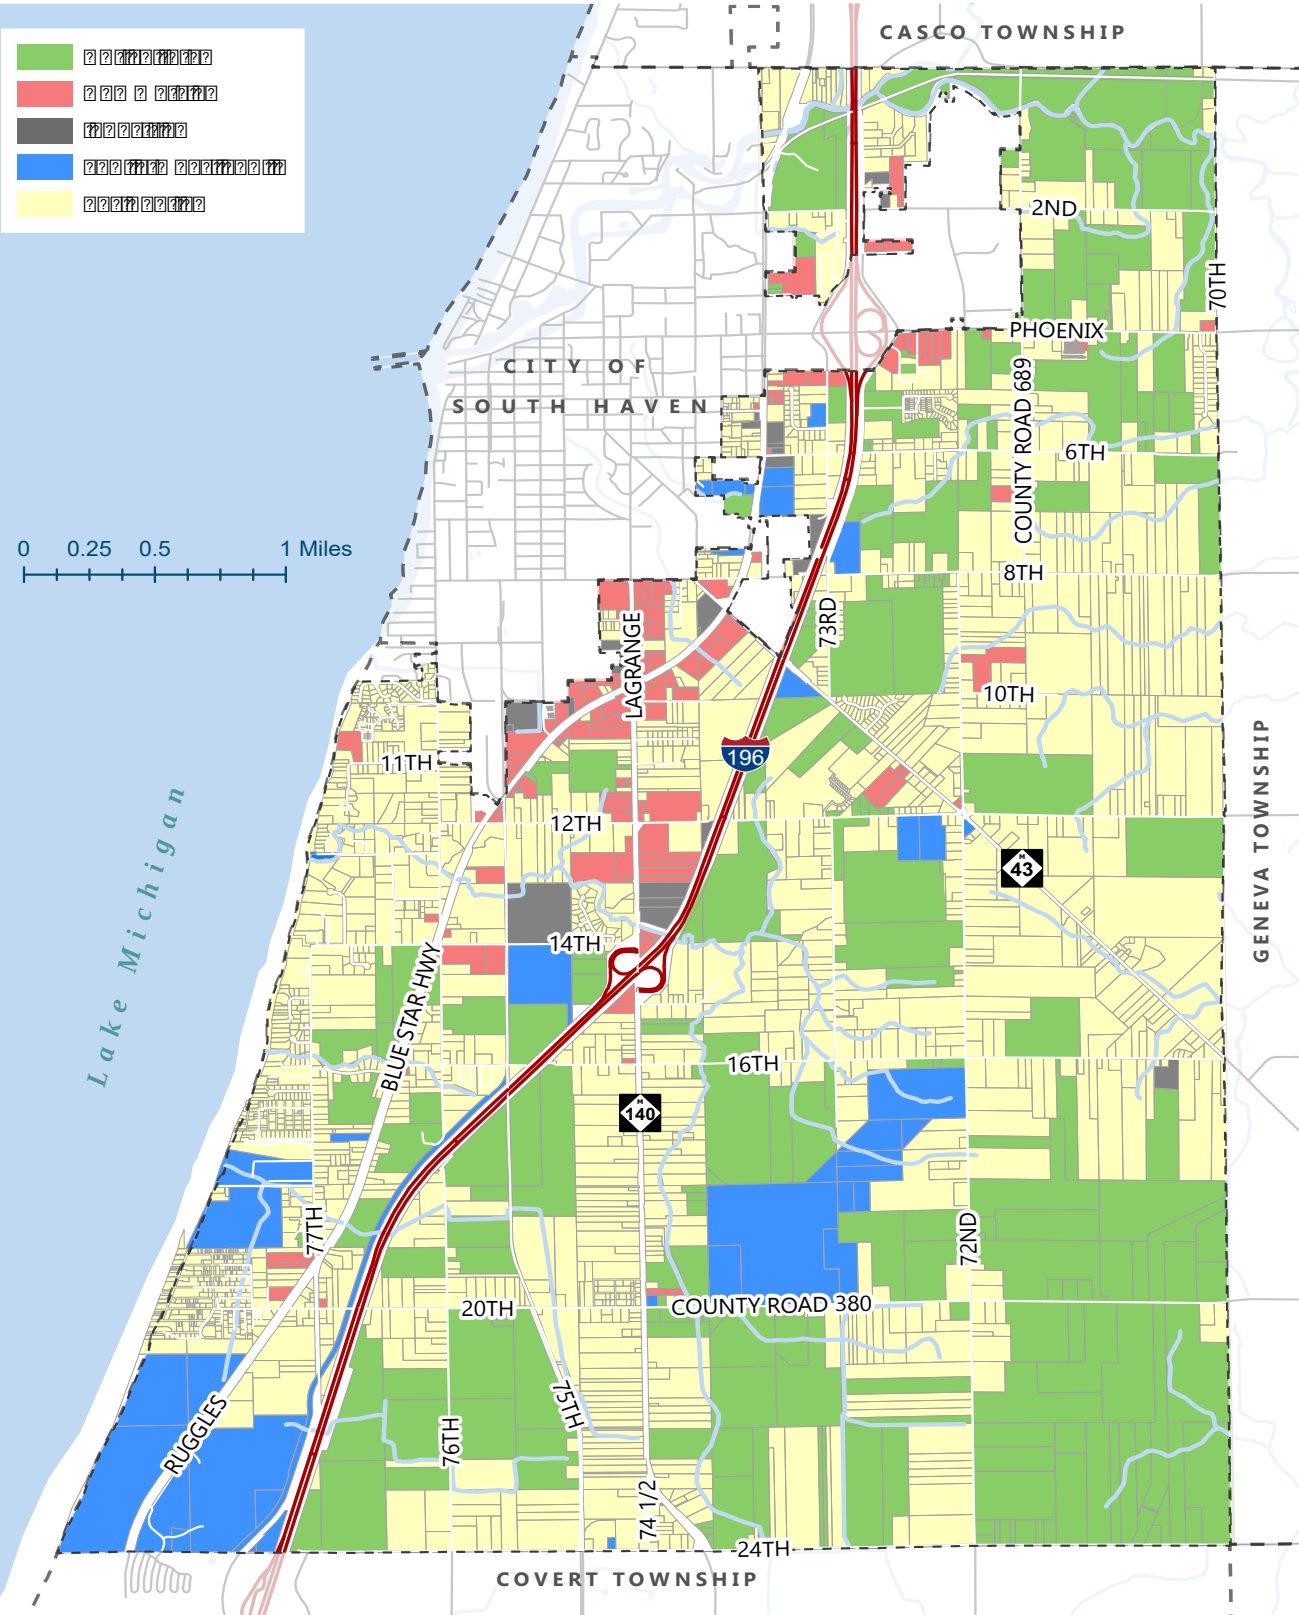 CASCO TOWNSHIP
2ND
70TH
PHOENIX
CITY OF
SOUTH HAVEN
COUNTY ROAD 689
6TH
0 0.25 0.5 1 Miles
8TH
73RD
LAGRANGE
10TH
196
11TH
GENEVA TOWNSHIP
Lake Michigan
12TH
M
43
14TH
BLUE STAR HWY
16TH
M
140
77TH
72ND
20TH
COUNTY ROAD 380
75TH
RUGGLES
76TH
74 1/2
24TH
COVERT TOWNSHIP